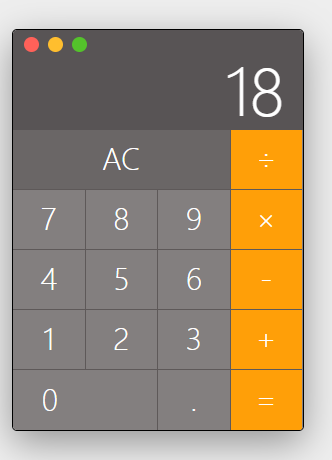 18
AC ÷
7 8 9 ×
4 5 6 -
1 2 3 +
0 . =